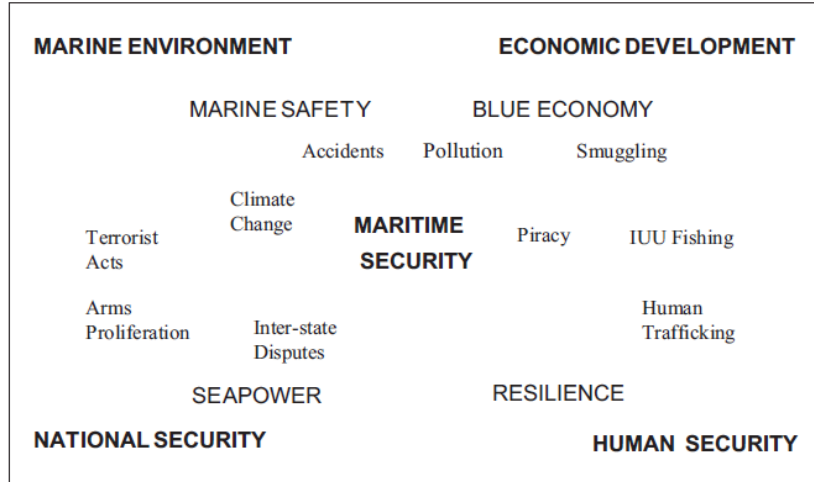 MARINE ENVIRONMENT
ECONOMIC DEVELOPMENT
MARINE SAFETY
BLUE ECONOMY
Accidents
Pollution
Smuggling
Climate
Change
MARITIME
SECURITY
Piracy
IUU Fishing
Terrorist
Acts
Arms
Proliferation
Inter-state
Disputes
Human
Trafficking
SEAPOWER
RESILIENCE
NATIONAL SECURITY
HUMAN SECURITY